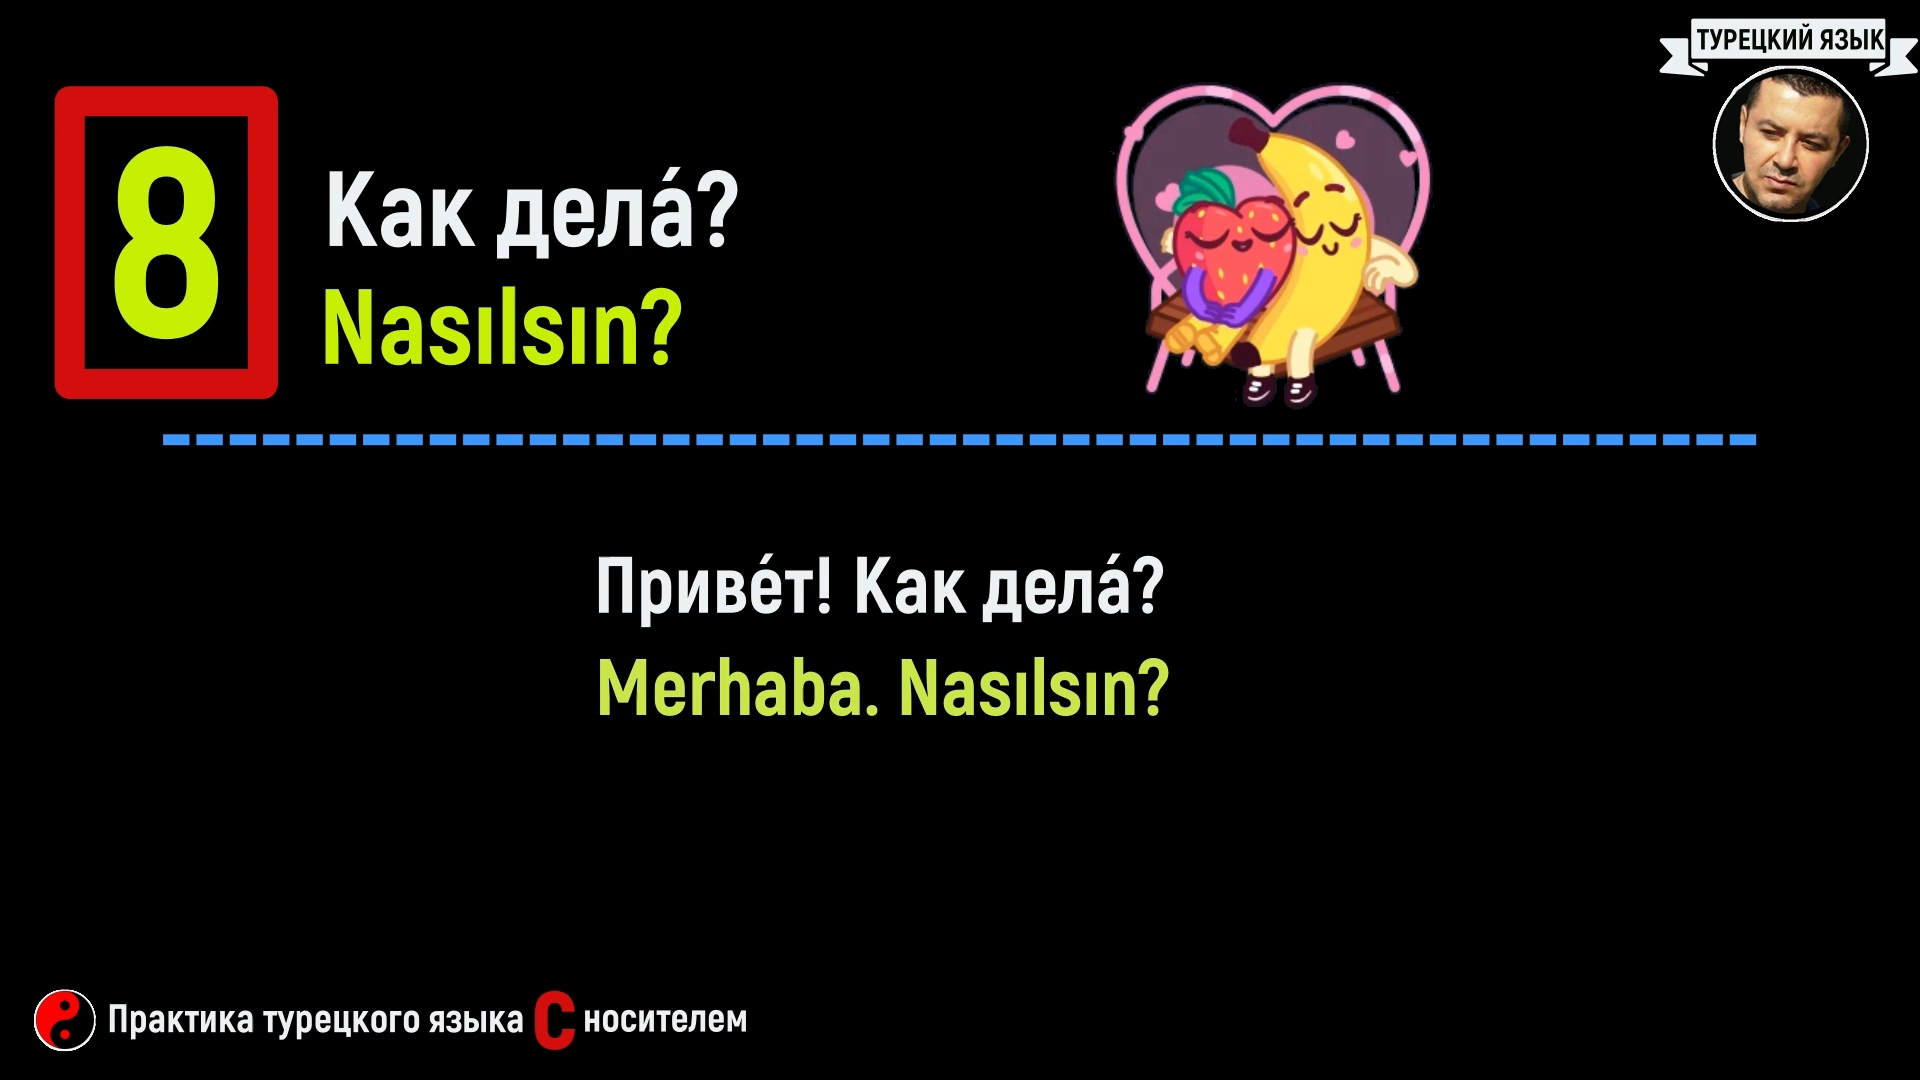 ТУРЕЦКИЙ ЯЗЫК
8
Как дела́?
Nasılsın?
Приве́т! Как дела́?
Merhaba. Nasılsın?
Практика турецкого языка С носителем